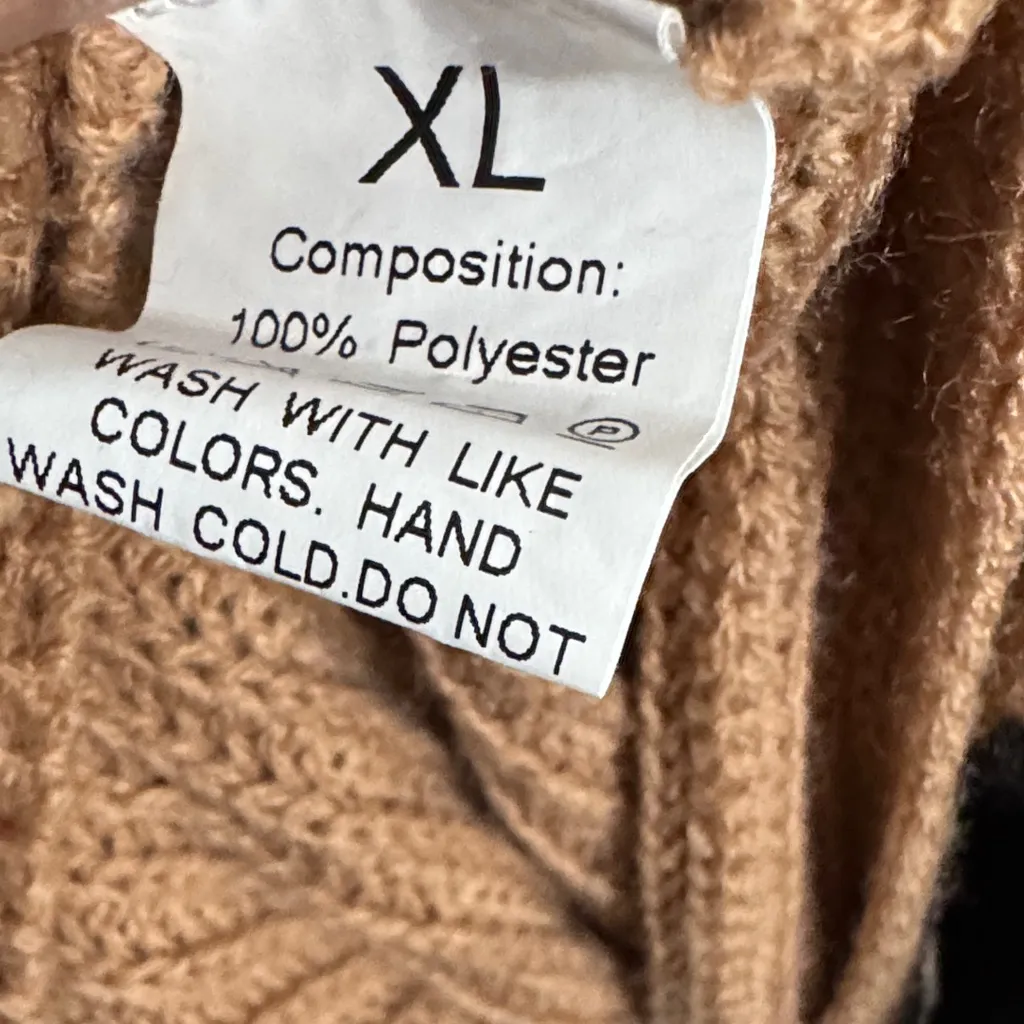 XL
Composition:
100% Polyester
P
WASH WITH LIKE
COLORS. HAND
WASH COLD.DO NOT